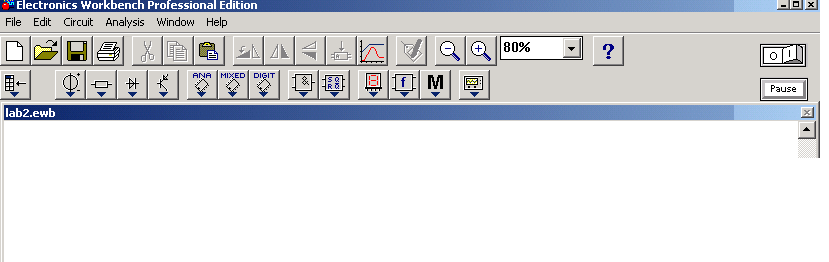 Electronics Workbench Professional Edition
File Edit Circuit Analysis Window Help
80% ?
O I
ANA MIXED DIGIT & S Q R Q f M
Pause
lab2.ewb